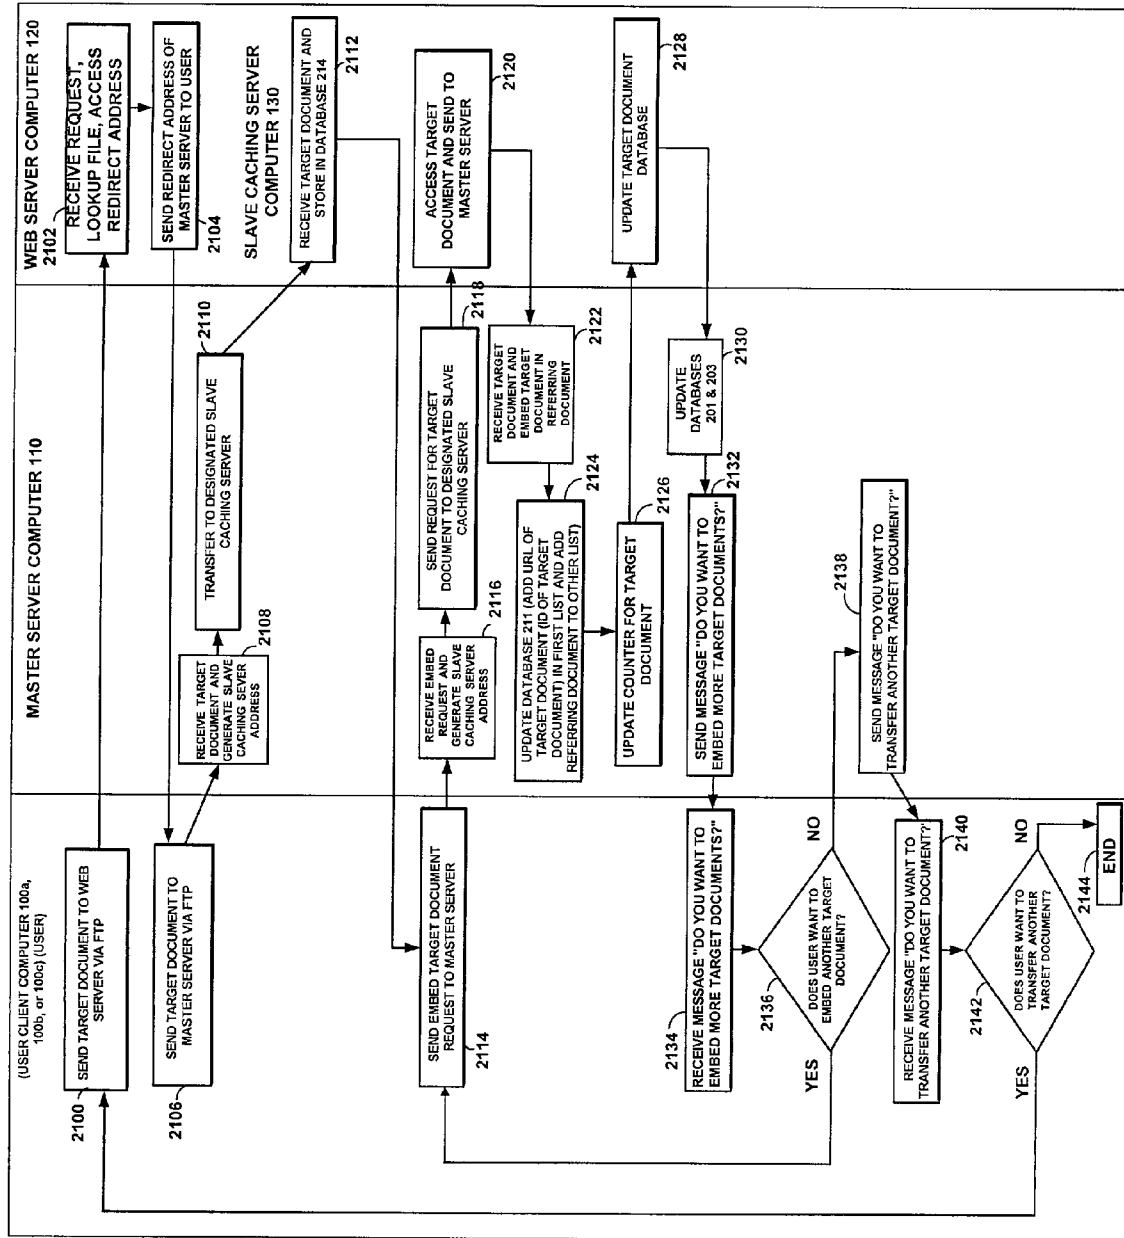 (USER CLIENT COMPUTER 100a,
100b, or 100c) (USER)
MASTER SERVER COMPUTER 110
WEB SERVER COMPUTER 120
2100
SEND TARGET DOCUMENT TO WEB
SERVER VIA FTP
2102
RECEIVE REQUEST,
LOOKUP FILE, ACCESS
REDIRECT ADDRESS
SEND REDIRECT ADDRESS OF
MASTER SERVER TO USER
2104
2106
SEND TARGET DOCUMENT TO
MASTER SERVER VIA FTP
RECEIVE TARGET
DOCUMENT AND
GENERATE SLAVE
CACHING SEVER
ADDRESS
2108
TRANSFER TO DESIGNATED SLAVE
CACHING SERVER
2110
SLAVE CACHING SERVER
COMPUTER 130
RECEIVE TARGET DOCUMENT AND
STORE IN DATABASE 214
2112
SEND EMBED TARGET DOCUMENT
REQUEST TO MASTER SERVER
2114
RECEIVE EMBED
REQUEST AND
GENERATE SLAVE
CACHING SERVER
ADDRESS
2116
SEND REQUEST FOR TARGET
DOCUMENT TO DESIGNATED SLAVE
CACHING SERVER
2118
ACCESS TARGET
DOCUMENT AND SEND TO
MASTER SERVER
2120
RECEIVE TARGET
DOCUMENT AND
EMBED TARGET
DOCUMENT IN
REFERRING
DOCUMENT
2122
UPDATE DATABASE 211 (ADD URL OF
TARGET DOCUMENT (ID OF TARGET
DOCUMENT) IN FIRST LIST AND ADD
REFERRING DOCUMENT TO OTHER LIST)
2124
UPDATE COUNTER FOR TARGET
DOCUMENT
2126
UPDATE TARGET DOCUMENT
DATABASE
2128
UPDATE
DATABASES
201 & 203
2130
SEND MESSAGE "DO YOU WANT TO
EMBED MORE TARGET DOCUMENTS?"
2132
RECEIVE MESSAGE "DO YOU WANT TO
EMBED MORE TARGET DOCUMENTS?"
2134
2136
DOES USER WANT TO
EMBED ANOTHER TARGET
DOCUMENT?
YES
NO
SEND MESSAGE "DO YOU WANT TO
TRANSFER ANOTHER TARGET DOCUMENT?"
2138
RECEIVE MESSAGE "DO YOU WANT TO
TRANSFER ANOTHER TARGET DOCUMENT?"
2140
2142
DOES USER WANT TO
TRANSFER ANOTHER
TARGET DOCUMENT?
YES
NO
END
2144